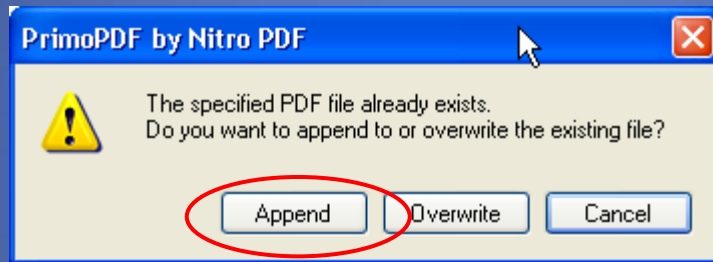 PrimoPDF by Nitro PDF
The specified PDF file already exists.
Do you want to append to or overwrite the existing file?
Append Overwrite Cancel